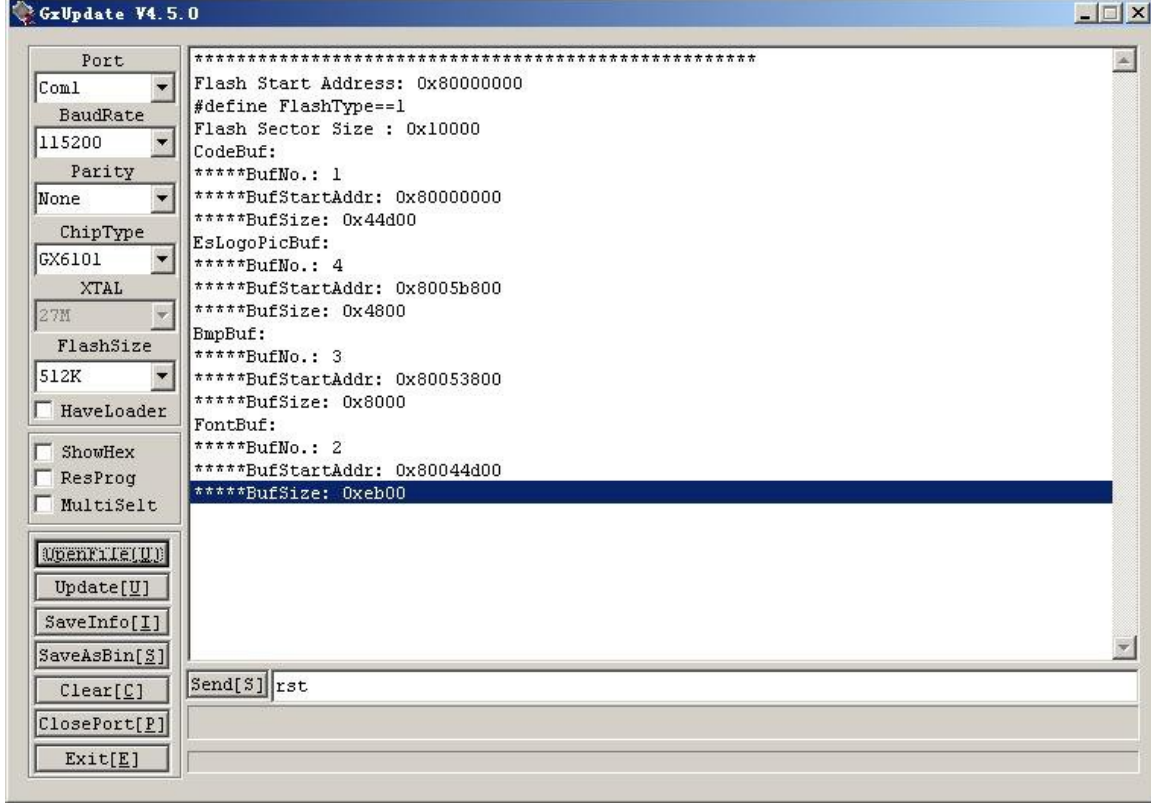 GxUpdate V4.5.0
Port
Com1
BaudRate
115200
Parity
None
ChipType
GX6101
XTAL
27M
FlashSize
512K
HaveLoader
ShowHex
ResProg
MultiSelt
OpenFile[U]
Update[U]
SaveInfo[I]
SaveAsBin[S]
Clear[C]
ClosePort[P]
Exit[E]
*****************************************************
Flash Start Address: 0x80000000
#define FlashType==1
Flash Sector Size : 0x10000
CodeBuf:
*****BufNo.: 1
*****BufStartAddr: 0x80000000
*****BufSize: 0x44d00
EsLogoPicBuf:
*****BufNo.: 4
*****BufStartAddr: 0x8005b800
*****BufSize: 0x4800
BmpBuf:
*****BufNo.: 3
*****BufStartAddr: 0x80053800
*****BufSize: 0x8000
FontBuf:
*****BufNo.: 2
*****BufStartAddr: 0x80044d00
*****BufSize: 0xeb00
Send[S] rst